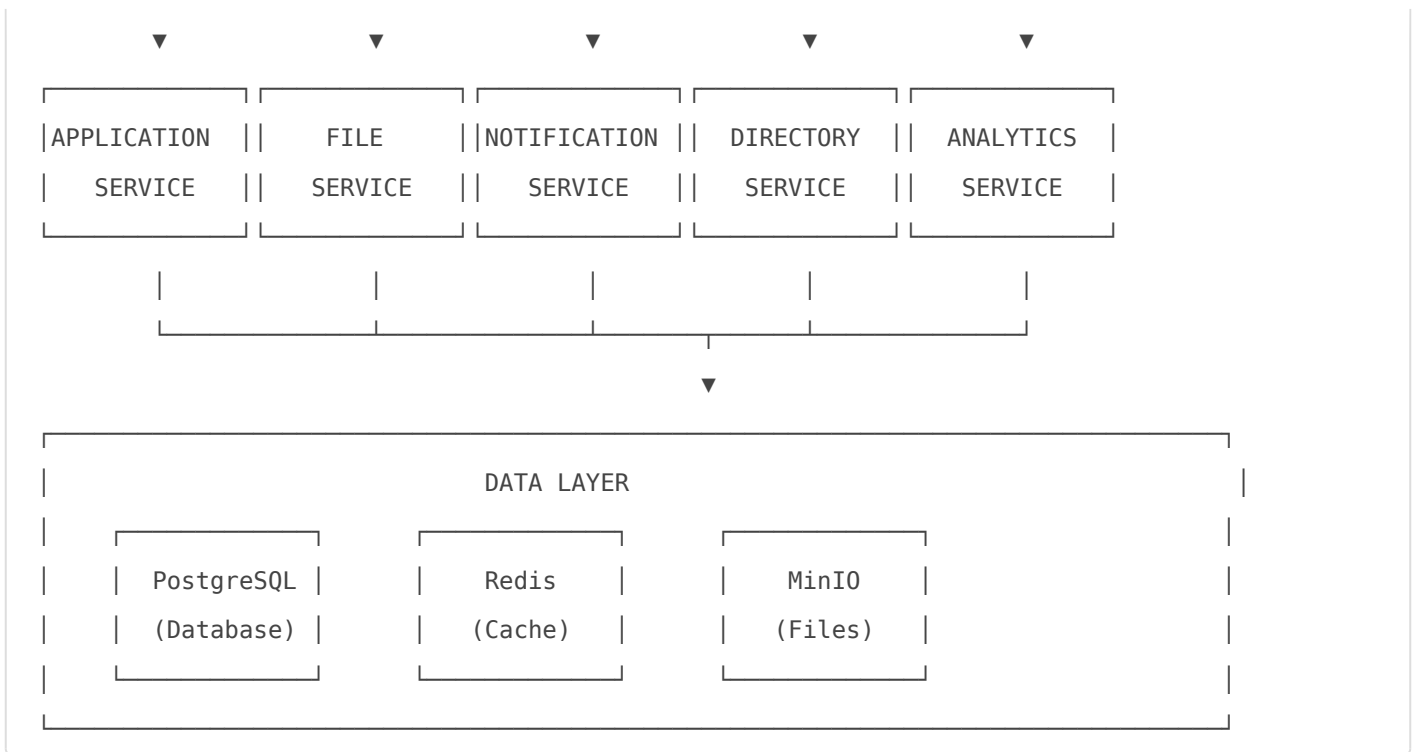 APPLICATION FILE NOTIFICATION DIRECTORY ANALYTICS
SERVICE SERVICE SERVICE SERVICE SERVICE
DATA LAYER
PostgreSQL Redis MinIO
(Database) (Cache) (Files)